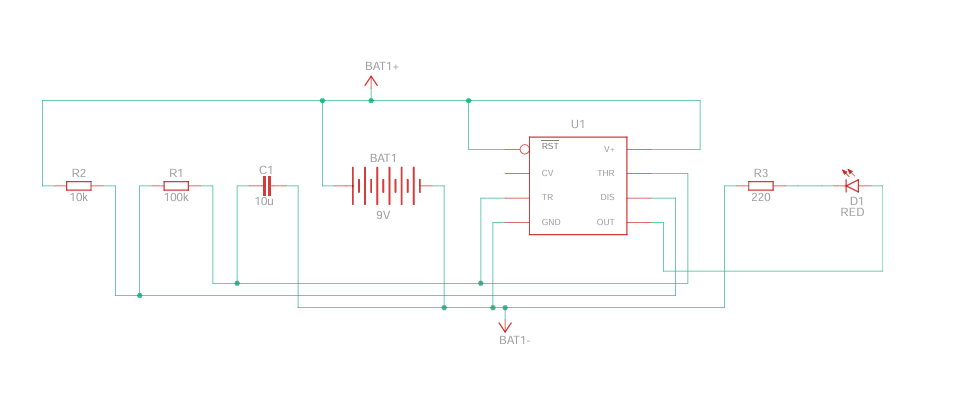 BAT1+
U1
R2
10k
R1
100k
C1
10u
BAT1
9V
RST
V+
CV
THR
TR
DIS
GND
OUT
R3
220
D1
RED
BAT1-